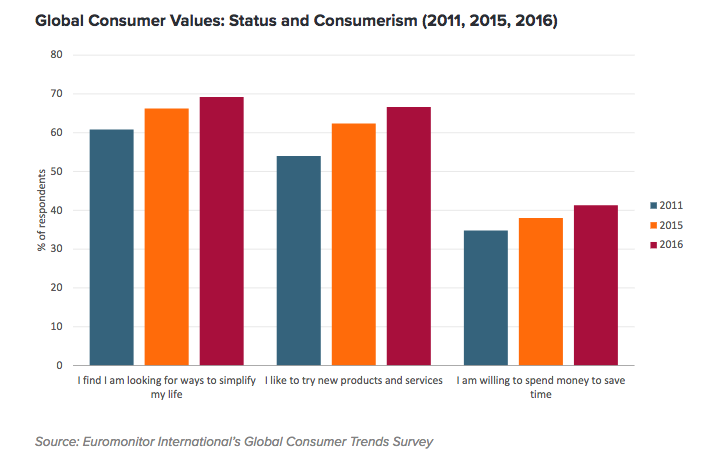 Global Consumer Values: Status and Consumerism (2011, 2015, 2016)
80
70
60
50
40
30
20
10
0
% of respondents
I find I am looking for ways to simplify
my life
I like to try new products and services
I am willing to spend money to save
time
2011
2015
2016
Source: Euromonitor International's Global Consumer Trends Survey